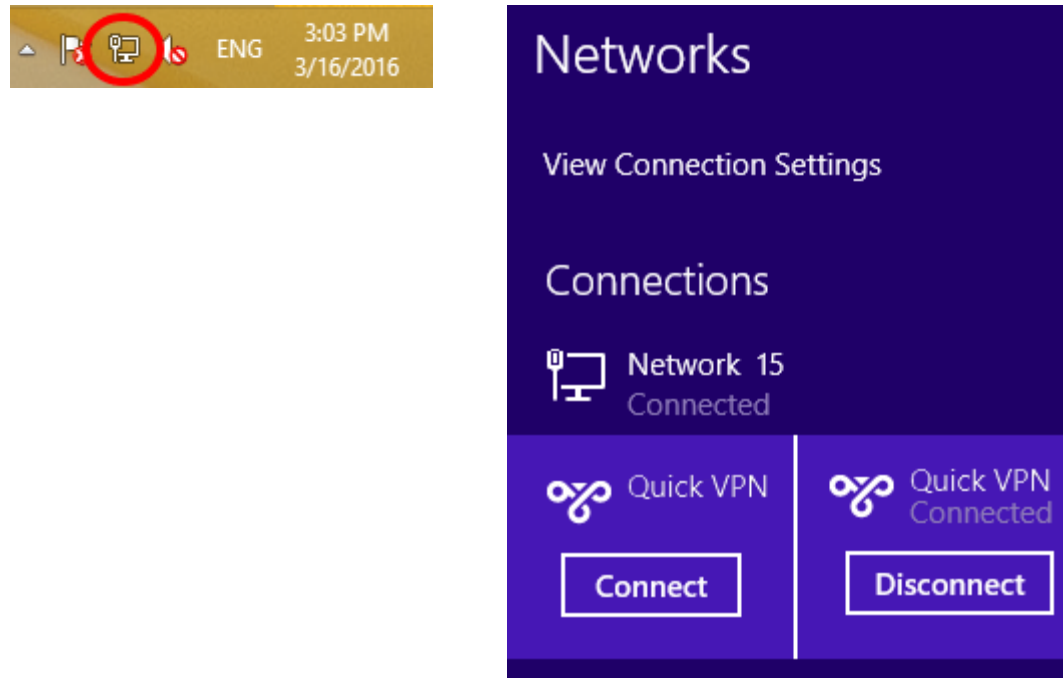 ENG
3:03 PM
3/16/2016
Networks
View Connection Settings
Connections
Network 15
Connected
Quick VPN
Connect
Quick VPN
Connected
Disconnect